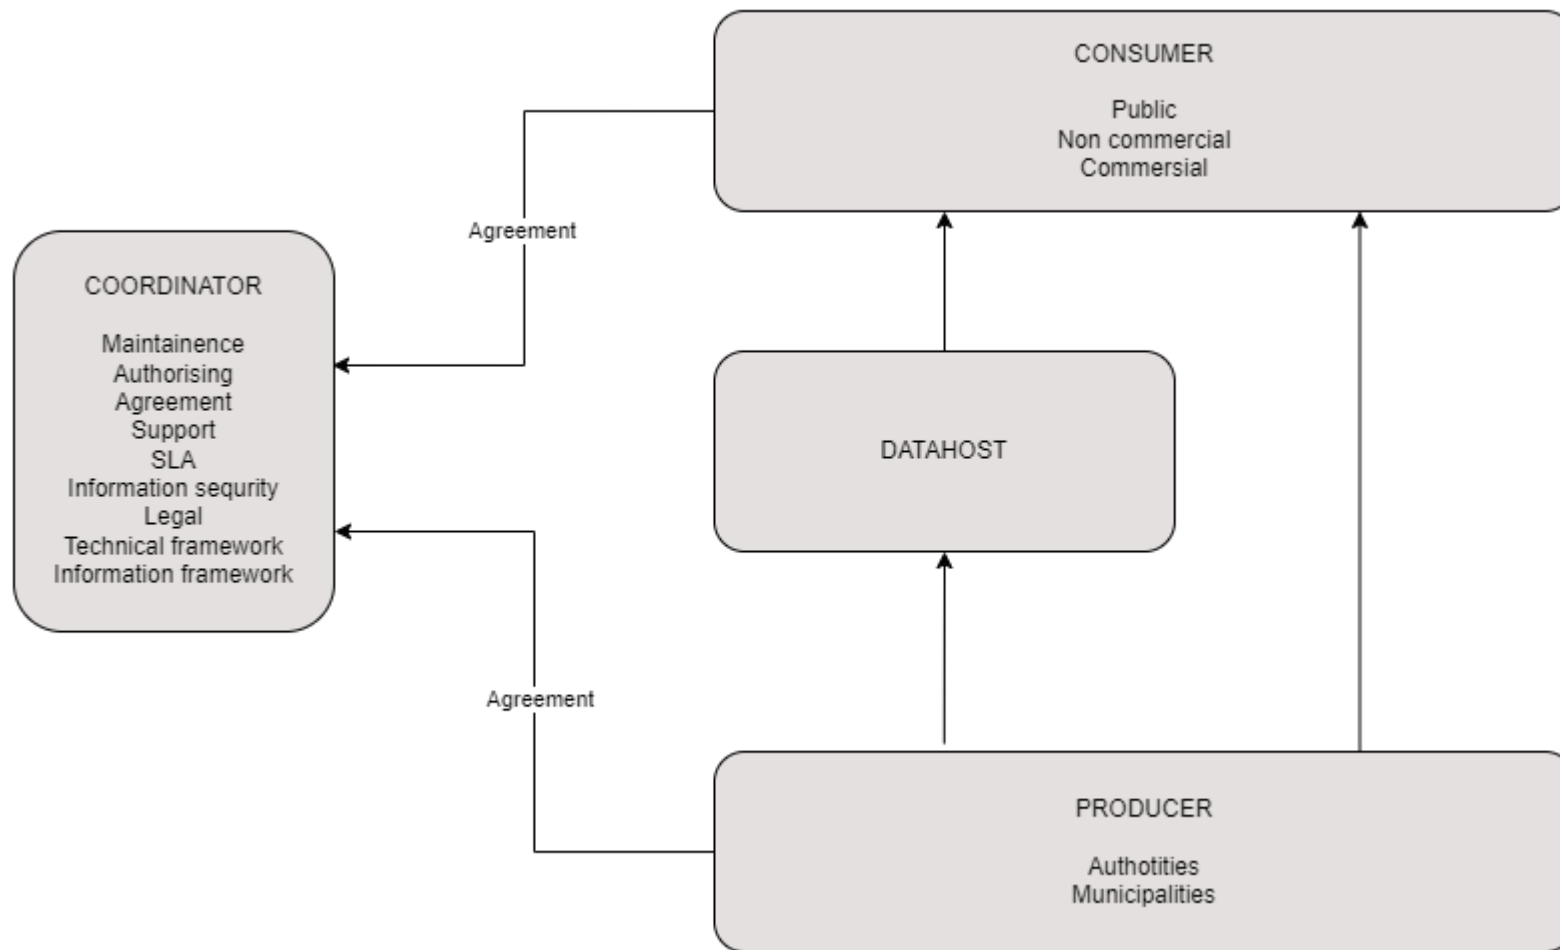 CONSUMER
Public
Non commercial
Commersial
Agreement
COORDINATOR
Maintainence
Authorising
Agreement
Support
SLA
Information sequrity
Legal
Technical framework
Information framework
DATAHOST
Agreement
PRODUCER
Authotities
Municipalities